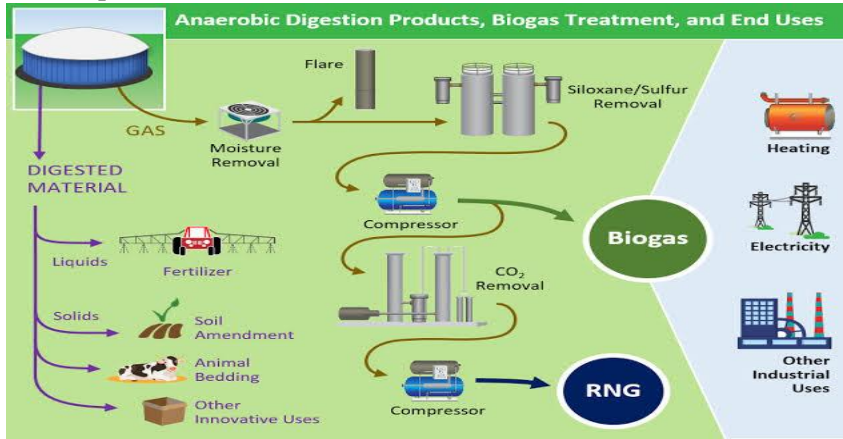 Anaerobic Digestion Products, Biogas Treatment, and End Uses
Flare
Siloxane/Sulfur
Removal
GAS
Moisture
Removal
Heating
DIGESTED
MATERIAL
Compressor
Biogas
Electricity
Liquids
Fertilizer
CO₂
Removal
Solids
Soil
Amendment
Animal
Bedding
Other
Industrial
Uses
Compressor
RNG
Other
Innovative Uses